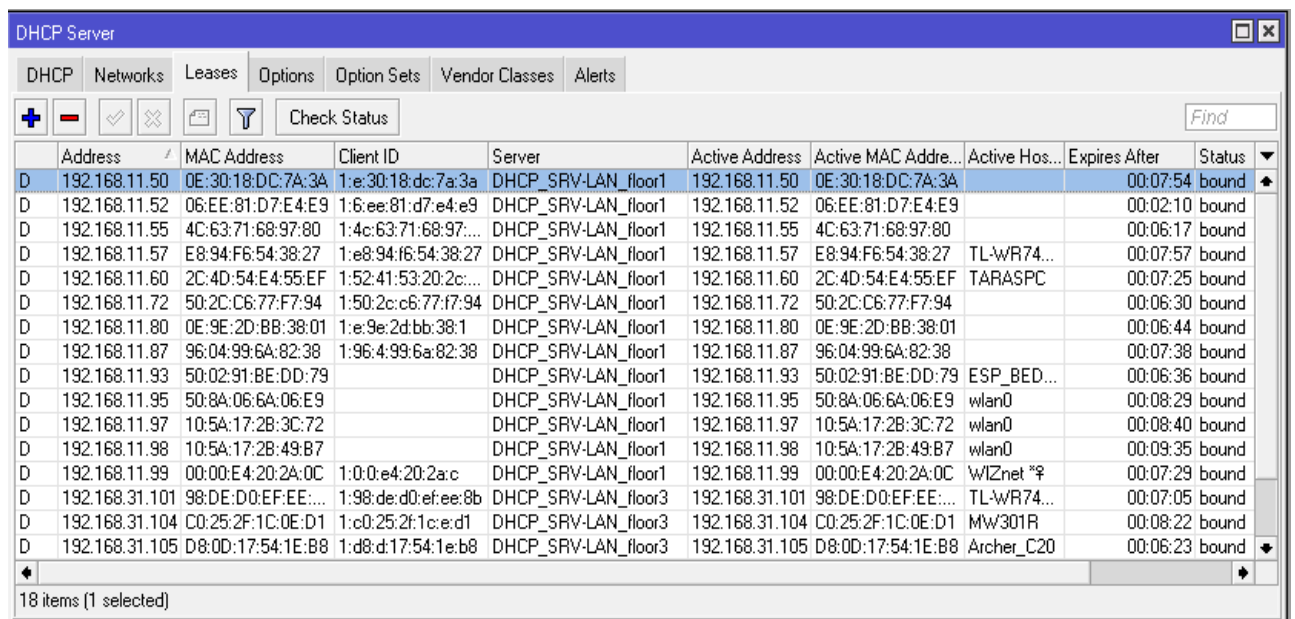 DHCP Server
DHCP Networks Leases Options Option Sets Vendor Classes Alerts
Check Status Find
Address MAC Address Client ID Server Active Address Active MAC Addre... Active Hos... Expires After Status
D 192.168.11.50 0E:30:18:DC:7A:3A 1:e:30:18:dc:7a:3a DHCP_SRV-LAN_floor1 192.168.11.50 0E:30:18:DC:7A:3A 00:07:54 bound
D 192.168.11.52 06:EE:81:D7:E4:E9 1:6:ee:81:d7:e4:e9 DHCP_SRV-LAN_floor1 192.168.11.52 06:EE:81:D7:E4:E9 00:02:10 bound
D 192.168.11.55 4C:63:71:68:97:80 1:4c:63:71:68:97:... DHCP_SRV-LAN_floor1 192.168.11.55 4C:63:71:68:97:80 00:06:17 bound
D 192.168.11.57 E8:94:F6:54:38:27 1:e8:94:f6:54:38:27 DHCP_SRV-LAN_floor1 192.168.11.57 E8:94:F6:54:38:27 TL-WR74... 00:07:57 bound
D 192.168.11.60 2C:4D:54:E4:55:EF 1:52:41:53:20:2c:... DHCP_SRV-LAN_floor1 192.168.11.60 2C:4D:54:E4:55:EF TARASPC 00:07:25 bound
D 192.168.11.72 50:2C:C6:77:F7:94 1:50:2c:c6:77:f7:94 DHCP_SRV-LAN_floor1 192.168.11.72 50:2C:C6:77:F7:94 00:06:30 bound
D 192.168.11.80 0E:9E:2D:BB:38:01 1:e:9e:2d:bb:38:1 DHCP_SRV-LAN_floor1 192.168.11.80 0E:9E:2D:BB:38:01 00:06:44 bound
D 192.168.11.87 96:04:99:6A:82:38 1:96:4:99:6a:82:38 DHCP_SRV-LAN_floor1 192.168.11.87 96:04:99:6A:82:38 00:07:38 bound
D 192.168.11.93 50:02:91:BE:DD:79 DHCP_SRV-LAN_floor1 192.168.11.93 50:02:91:BE:DD:79 ESP_BED... 00:06:36 bound
D 192.168.11.95 50:8A:06:6A:06:E9 DHCP_SRV-LAN_floor1 192.168.11.95 50:8A:06:6A:06:E9 wlan0 00:08:29 bound
D 192.168.11.97 10:5A:17:2B:3C:72 DHCP_SRV-LAN_floor1 192.168.11.97 10:5A:17:2B:3C:72 wlan0 00:08:40 bound
D 192.168.11.98 10:5A:17:2B:49:B7 DHCP_SRV-LAN_floor1 192.168.11.98 10:5A:17:2B:49:B7 wlan0 00:09:35 bound
D 192.168.11.99 00:00:E4:20:2A:0C 1:0:0:e4:20:2a:c DHCP_SRV-LAN_floor1 192.168.11.99 00:00:E4:20:2A:0C WIZnet 00:07:29 bound
D 192.168.31.101 98:DE:D0:EF:EE:... 1:98:de:d0:ef:ee:8b DHCP_SRV-LAN_floor3 192.168.31.101 98:DE:D0:EF:EE:... TL-WR74... 00:07:05 bound
D 192.168.31.104 C0:25:2F:1C:0E:D1 1:c0:25:2f:1c:e:d1 DHCP_SRV-LAN_floor3 192.168.31.104 C0:25:2F:1C:0E:D1 MW301R 00:08:22 bound
D 192.168.31.105 D8:0D:17:54:1E:B8 1:d8:d:17:54:1e:b8 DHCP_SRV-LAN_floor3 192.168.31.105 D8:0D:17:54:1E:B8 Archer_C20 00:06:23 bound
18 items (1 selected)